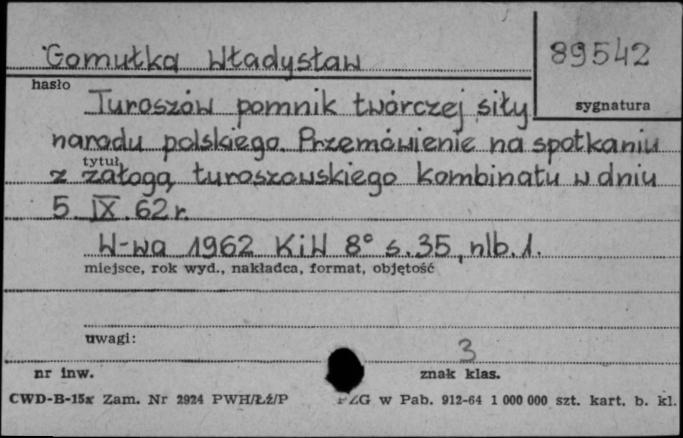 Gomułka Władysław
89542
hasło
sygnatura
Turoszów pomnik twórczej siły
narodu polskiego. Przemówienie na spotkaniu
tytuł
z załogą turoszowskiego kombinatu w dniu
5. IX. 62 r.
W-wa 1962 KiW 8° s. 35, nlb. 1.
miejsce, rok wyd., nakładca, format, objętość
uwagi:
3
nr inw.
znak klas.
CWD-B-15x Zam. Nr 2924 PWH/Łź/P
w Pab. 912-64 1 000 000 szt. kart. b. kl.